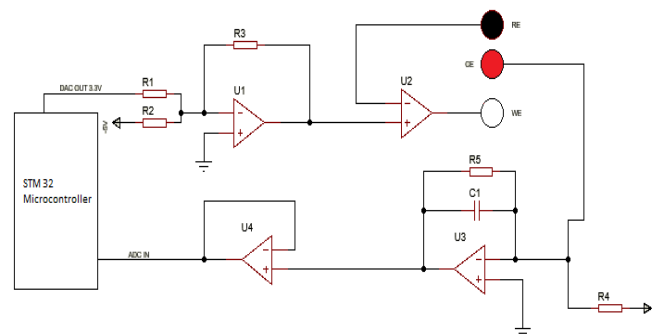 RE
R3
CE
DAC OUT 3.3V
R1
U1
U2
R2
WE
R5
STM 32
Microcontroller
C1
U4
U3
ADC IN
R4